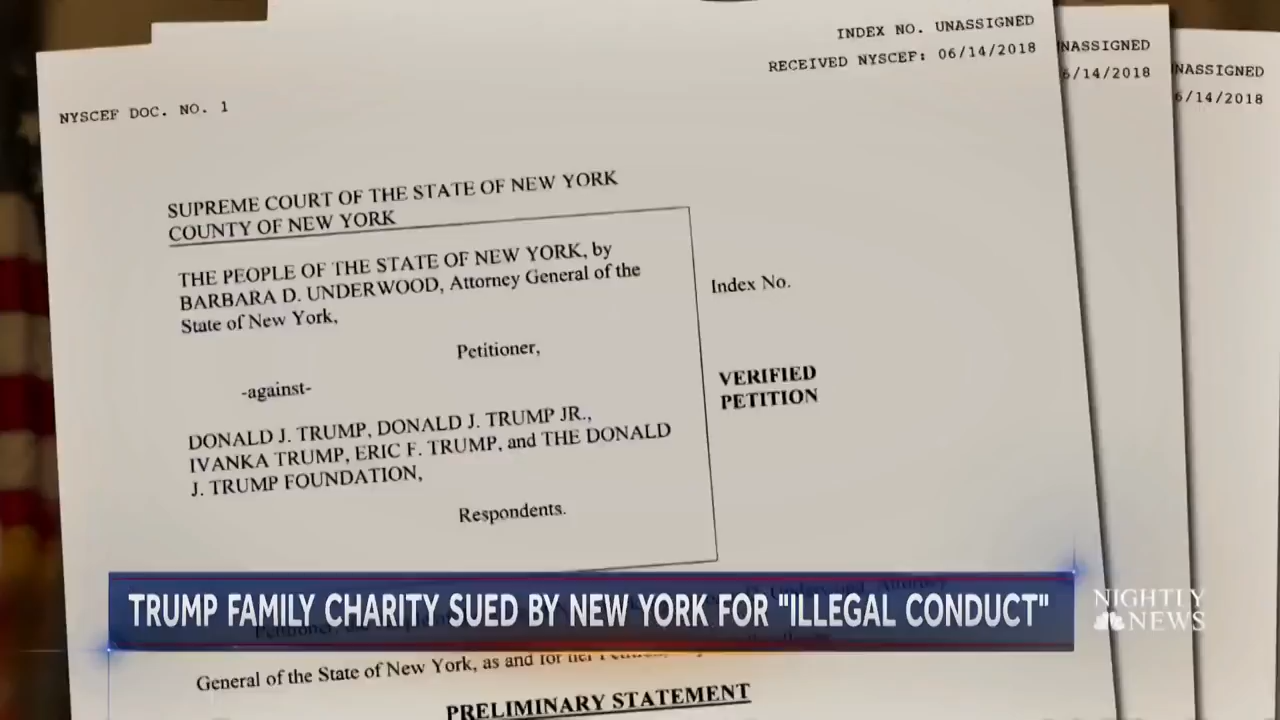 INDEX NO. UNASSIGNED
RECEIVED NYSCEF: 06/14/2018
NASSIGNED
6/14/2018
NASSIGNED
6/14/2018
NYSCEF DOC. NO. 1
SUPREME COURT OF THE STATE OF NEW YORK
COUNTY OF NEW YORK
THE PEOPLE OF THE STATE OF NEW YORK, by
BARBARA D. UNDERWOOD, Attorney General of the
State of New York,
Petitioner,
-against-
DONALD J. TRUMP, DONALD J. TRUMP JR.,
IVANKA TRUMP, ERIC F. TRUMP, and THE DONALD
J. TRUMP FOUNDATION,
Respondents.
Index No.
VERIFIED
PETITION
TRUMP FAMILY CHARITY SUED BY NEW YORK FOR "ILLEGAL CONDUCT"
NIGHTLY
NEWS
General of the State of New York, as and for her
PRELIMINARY STATEMENT